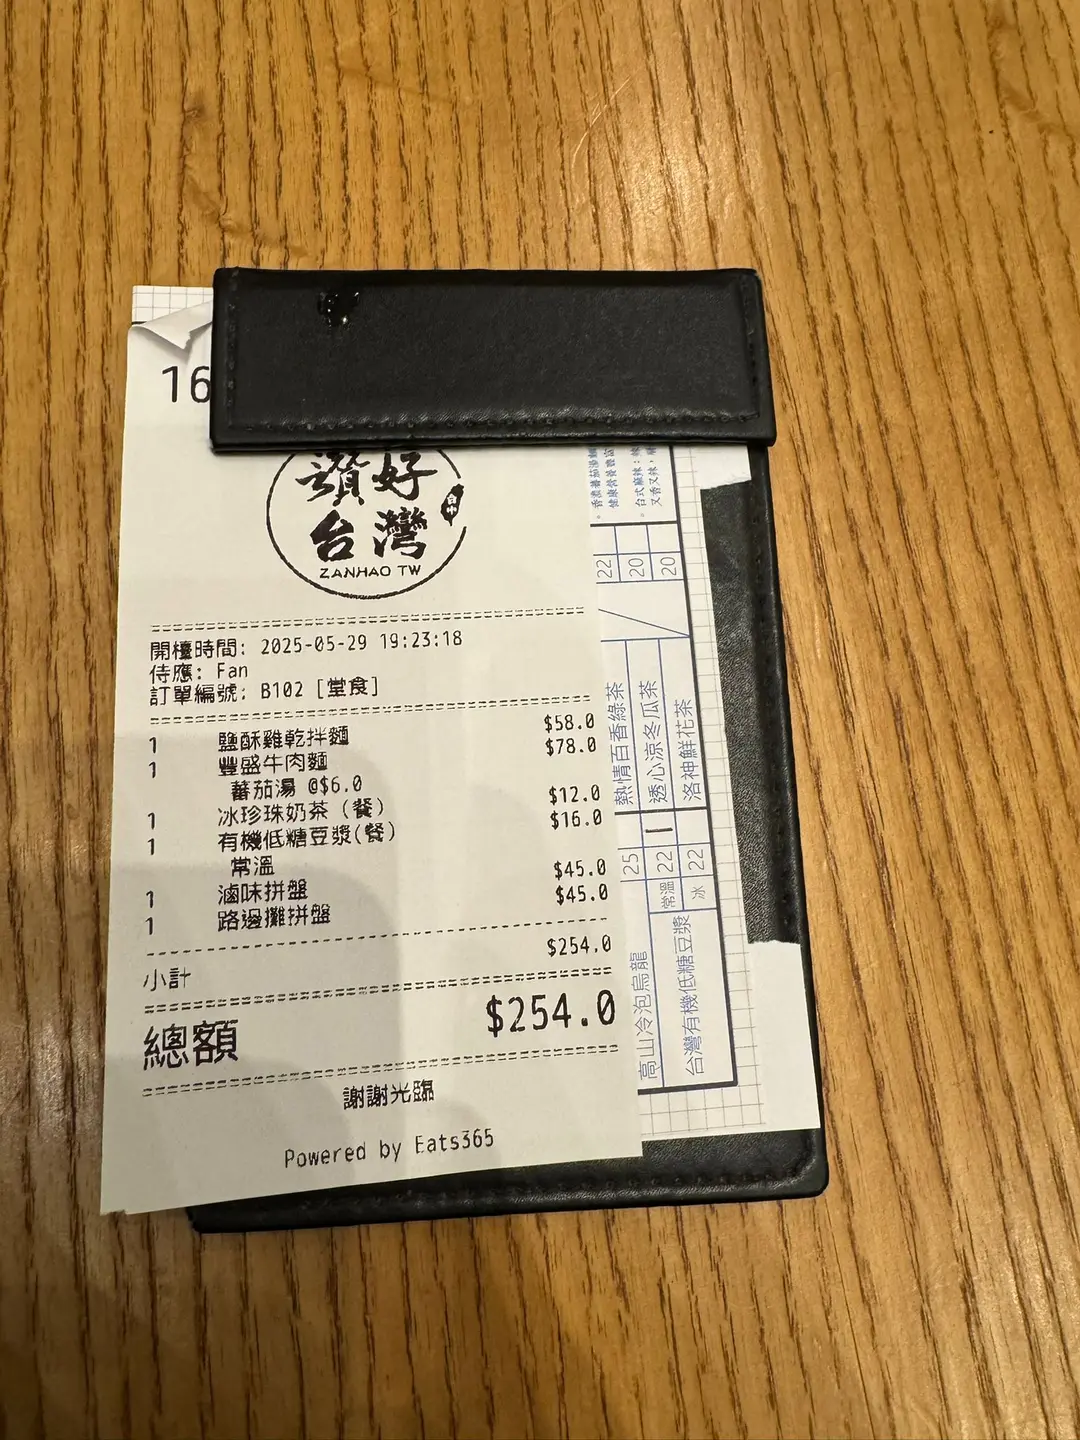 16
讚好
台灣
台中
ZANHAO TW
開檯時間: 2025-05-29 19:23:18
侍應: Fan
訂單編號: B102 [堂食]
1 鹽酥雞乾拌麵 $58.0
1 豐盛牛肉麵 $78.0
蕃茄湯 @$6.0
1 冰珍珠奶茶 (餐) $12.0
1 有機低糖豆漿(餐) $16.0
常溫
1 滷味拼盤 $45.0
1 路邊攤拼盤 $45.0
小計 $254.0
總額 $254.0
謝謝光臨
Powered by Eats365
熱情百香綠茶 22
透心涼冬瓜茶 20
洛神鮮花茶 20
高山冷泡烏龍 25
台灣有機低糖豆漿 常溫 22
冰 22